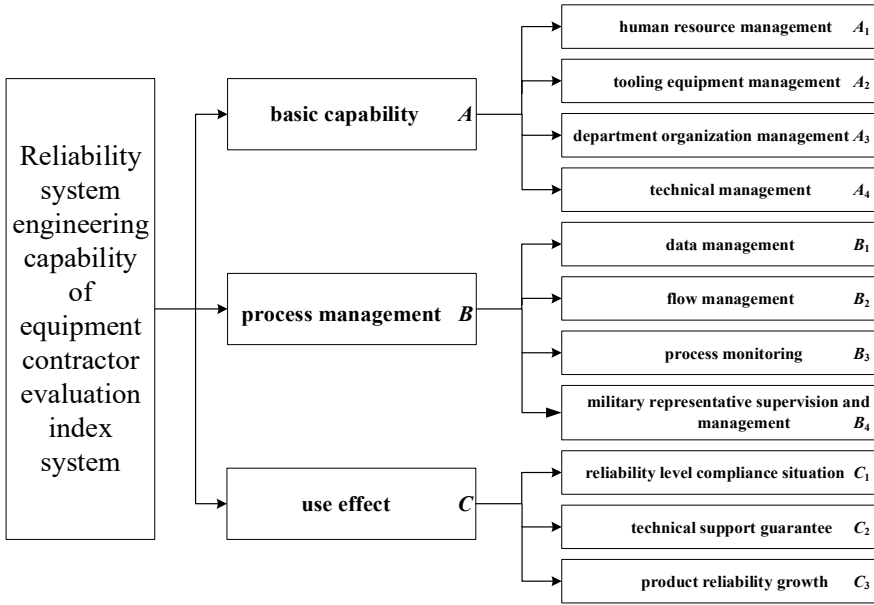 Reliability
system
engineering
capability
of
equipment
contractor
evaluation
index
system
basic capability A
process management B
use effect C
human resource management A1
tooling equipment management A2
department organization management A3
technical management A4
data management B1
flow management B2
process monitoring B3
military representative supervision and
management B4
reliability level compliance situation C1
technical support guarantee C2
product reliability growth C3